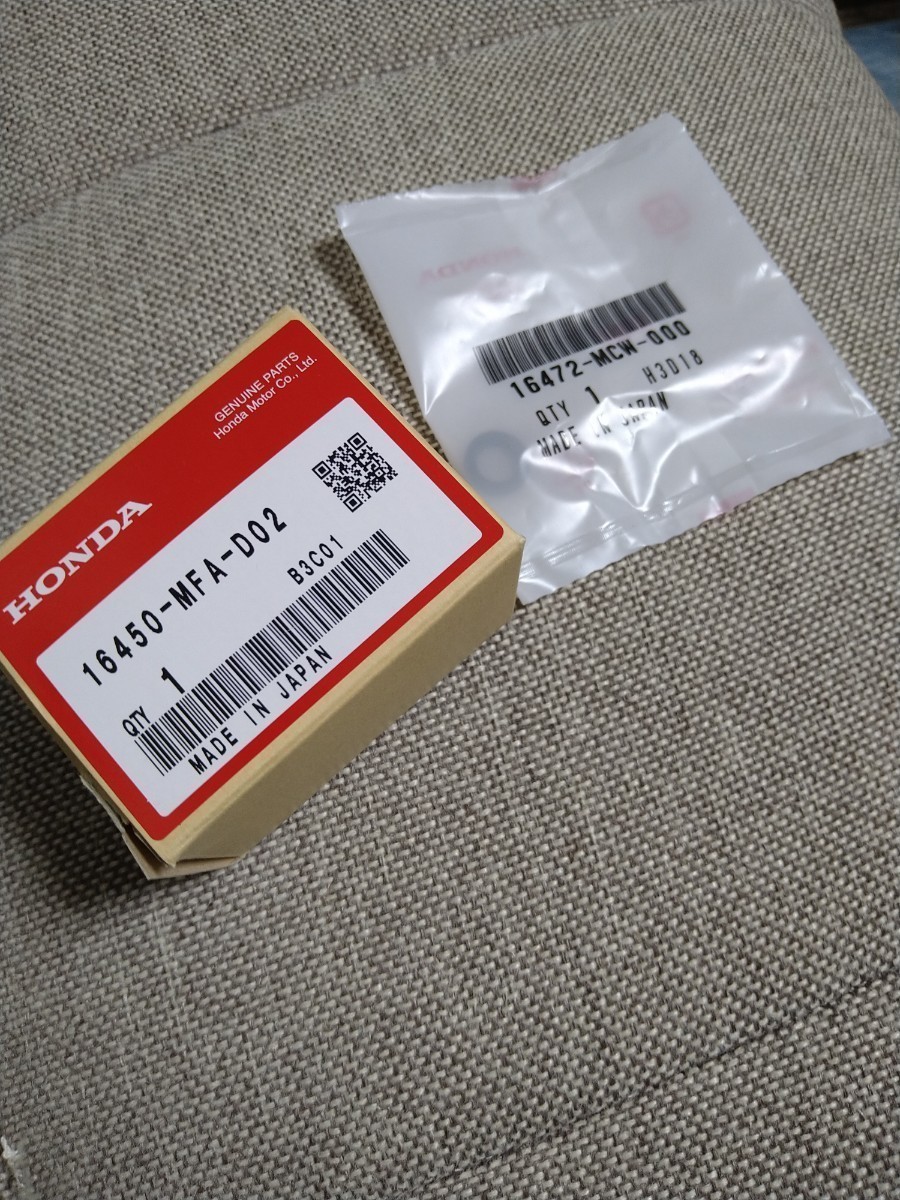 GENUINE PARTS
Honda Motor Co., Ltd.
HONDA
16450-MFA-D02
B3C01
QTY 1
MADE IN JAPAN
HONDA
16472-MCW-000
H3D18
QTY 1
MADE IN JAPAN